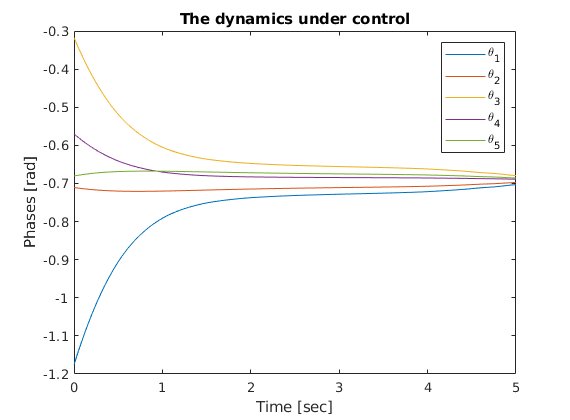 The dynamics under control
-0.3
-0.4
-0.5
-0.6
-0.7
-0.8
-0.9
-1
-1.1
-1.2
Phases [rad]
θ1
θ2
θ3
θ4
θ5
0 1 2 3 4 5
Time [sec]